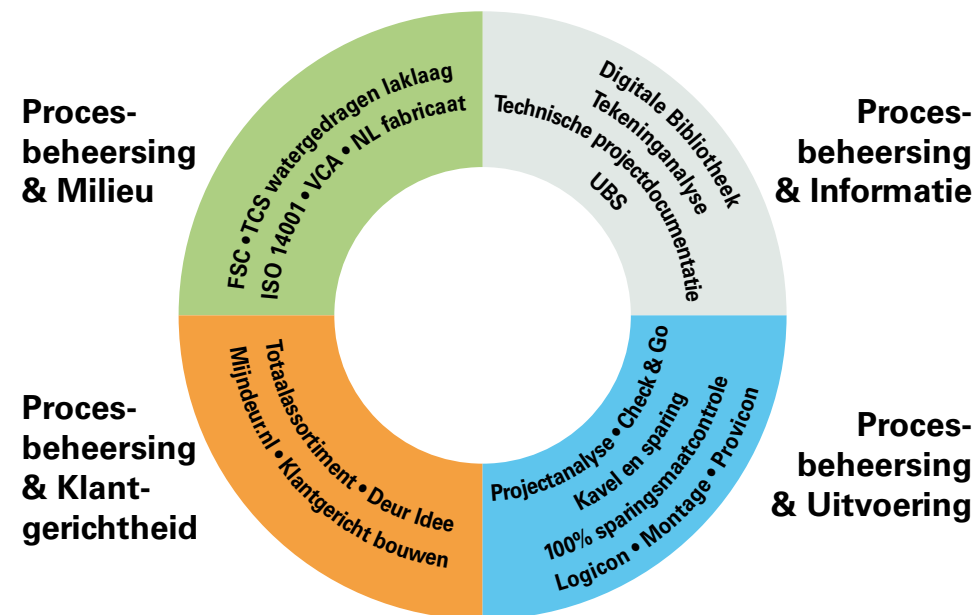 Proces-
beheersing
& Milieu
FSC • TCS watergedragen laklaag
ISO 14001 • VCA • NL fabricaat
Proces-
beheersing
& Informatie
Digitale Bibliotheek
Tekeninganalyse
Technische projectdocumentatie
UBS
Proces-
beheersing
& Klant-
gerichtheid
Totaalassortiment • Deur Idee
Mijndeur.nl • Klantgericht bouwen
Proces-
beheersing
& Uitvoering
Projectanalyse • Check & Go
Kavel en sparing
100% sparingsmaatcontrole
Logicon • Montage • Provicon